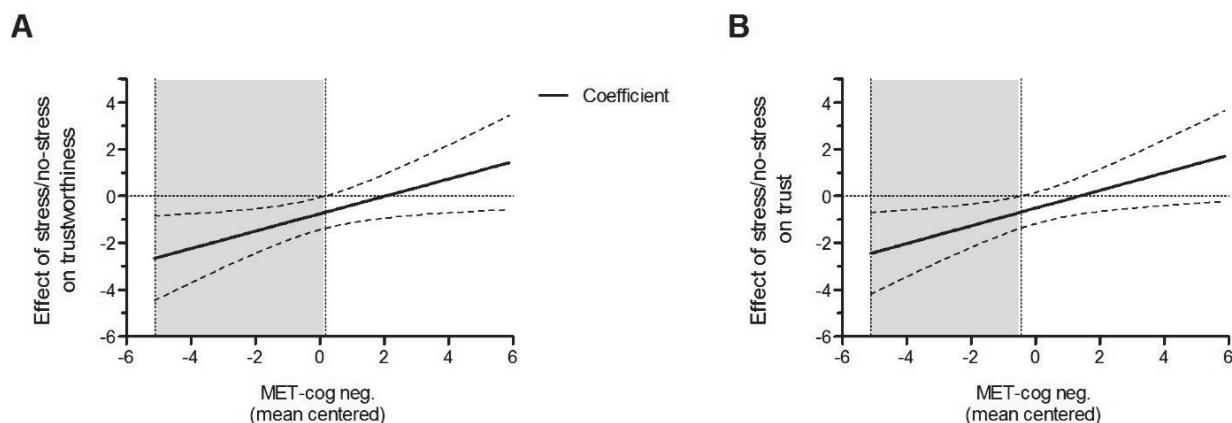 A
Effect of stress/no-stress
on trustworthiness
4
2
0
-2
-4
-6
-6 -4 -2 0 2 4 6
MET-cog neg.
(mean centered)
Coefficient
B
Effect of stress/no-stress
on trust
4
2
0
-2
-4
-6
-6 -4 -2 0 2 4 6
MET-cog neg.
(mean centered)